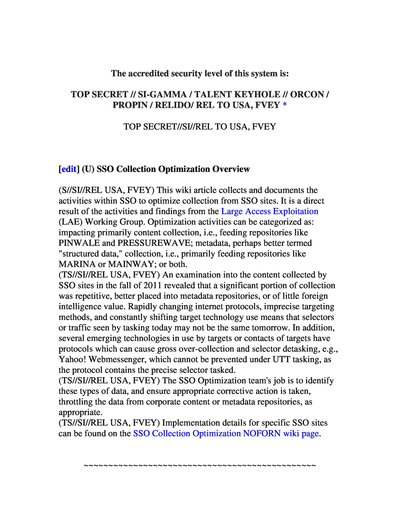 The accredited security level of this system is:
TOP SECRET // SI-GAMMA / TALENT KEYHOLE // ORCON /
PROPIN / RELIDO/ REL TO USA, FVEY *
TOP SECRET//SI//REL TO USA, FVEY
[edit] (U) SSO Collection Optimization Overview
(S//SI//REL USA, FVEY) This wiki article collects and documents the
activities within SSO to optimize collection from SSO sites. It is a direct
result of the activities and findings from the Large Access Exploitation
(LAE) Working Group. Optimization activities can be categorized as:
impacting primarily content collection, i.e., feeding repositories like
PINWALE and PRESSUREWAVE; metadata, perhaps better termed
"structured data," collection, i.e., primarily feeding repositories like
MARINA or MAINWAY; or both.
(TS//SI//REL USA, FVEY) An examination into the content collected by
SSO sites in the fall of 2011 revealed that a significant portion of collection
was repetitive, better placed into metadata repositories, or of little foreign
intelligence value. Rapidly changing internet protocols, imprecise targeting
methods, and constantly shifting target technology use means that selectors
or traffic seen by tasking today may not be the same tomorrow. In addition,
several emerging technologies in use by targets or contacts of targets have
protocols which can cause gross over-collection and selector detasking, e.g.,
Yahoo! Webmessenger, which cannot be prevented under UTT tasking, as
the protocol contains the precise selector tasked.
(TS//SI//REL USA, FVEY) The SSO Optimization team's job is to identify
these types of data, and ensure appropriate corrective action is taken,
throttling the data from corporate content or metadata repositories, as
appropriate.
(TS//SI//REL USA, FVEY) Implementation details for specific SSO sites
can be found on the SSO Collection Optimization NOFORN wiki page.
~~~~~~~~~~~~~~~~~~~~~~~~~~~~~~~~~~~~~~~~~~~~~~~